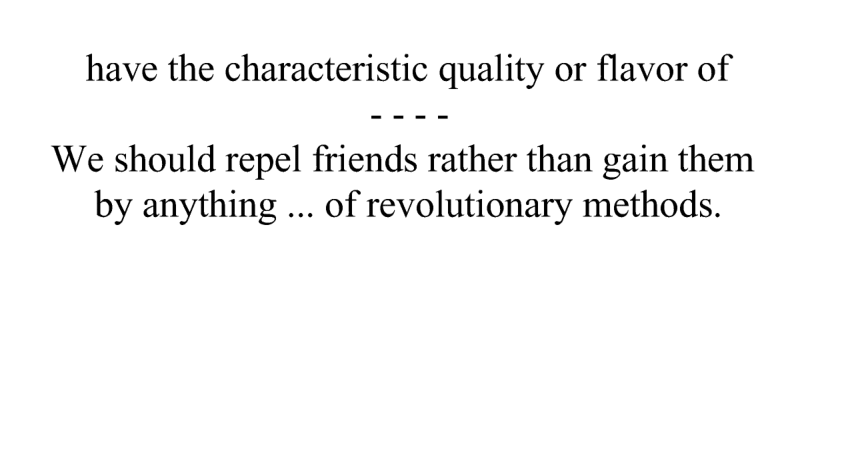 have the characteristic quality or flavor of
- - - -
We should repel friends rather than gain them
by anything ... of revolutionary methods.